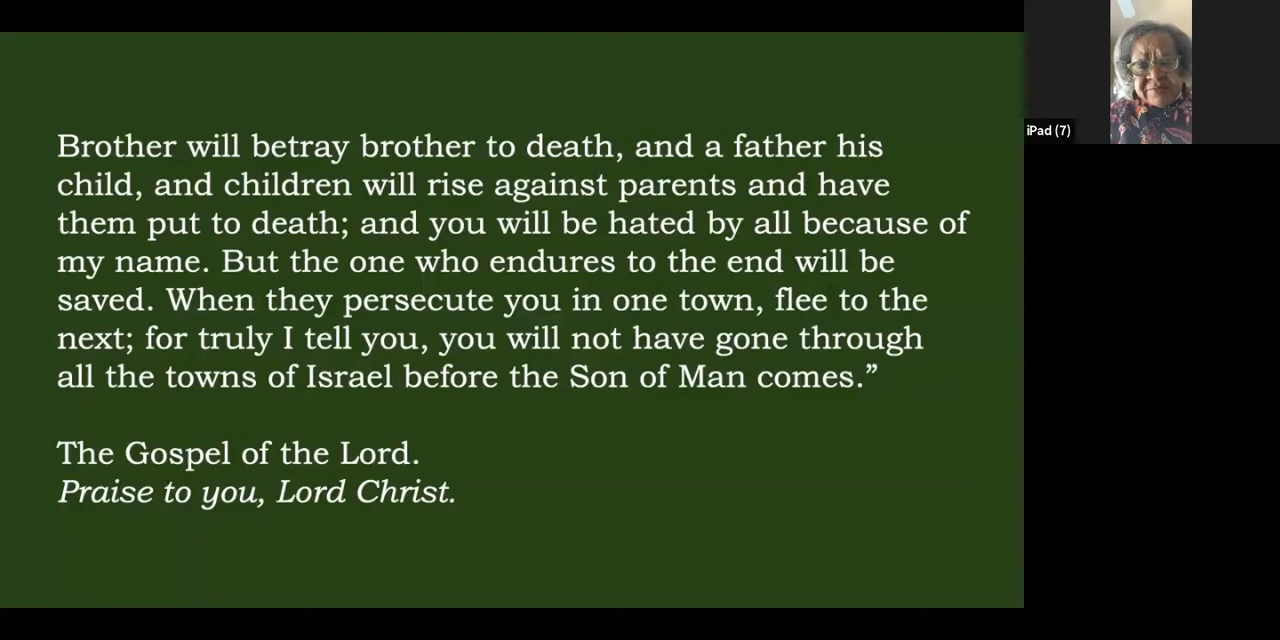 Brother will betray brother to death, and a father his
child, and children will rise against parents and have
them put to death; and you will be hated by all because of
my name. But the one who endures to the end will be
saved. When they persecute you in one town, flee to the
next; for truly I tell you, you will not have gone through
all the towns of Israel before the Son of Man comes.”
The Gospel of the Lord.
Praise to you, Lord Christ.
iPad (7)